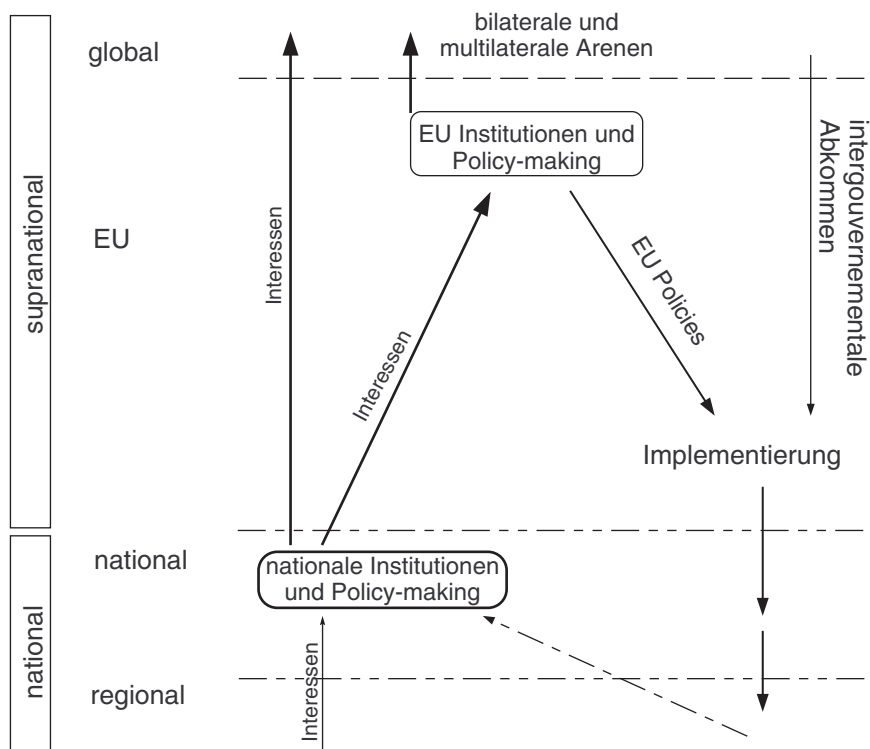 bilaterale und
multilaterale Arenen
global
EU Institutionen und
Policy-making
intergouvernementale
Abkommen
supranational
EU
Interessen
Interessen
EU Policies
Implementierung
national
nationale Institutionen
und Policy-making
national
regional
Interessen